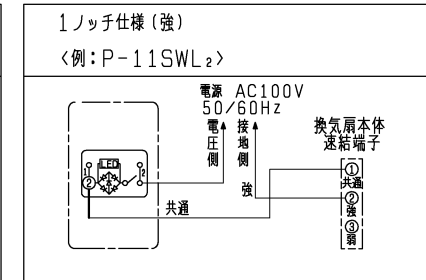 1ノッチ仕様(強)
〈例:P-11SWL₂〉
電源 AC100V
50/60Hz
電圧側
接地側
強
換気扇本体
速結端子
①
共通
②
強
③
弱
LED
1
2
②
共通